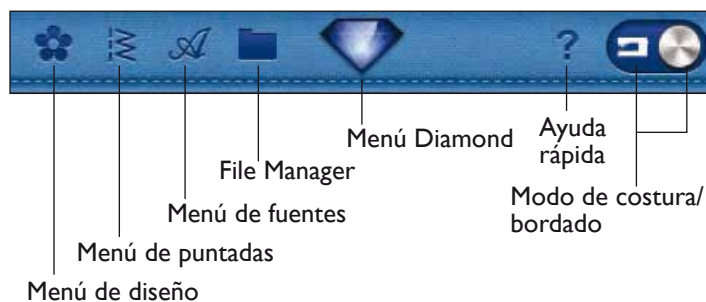 Menú Diamond
Ayuda
rápida
File Manager
Modo de costura/
bordado
Menú de fuentes
Menú de puntadas
Menú de diseño